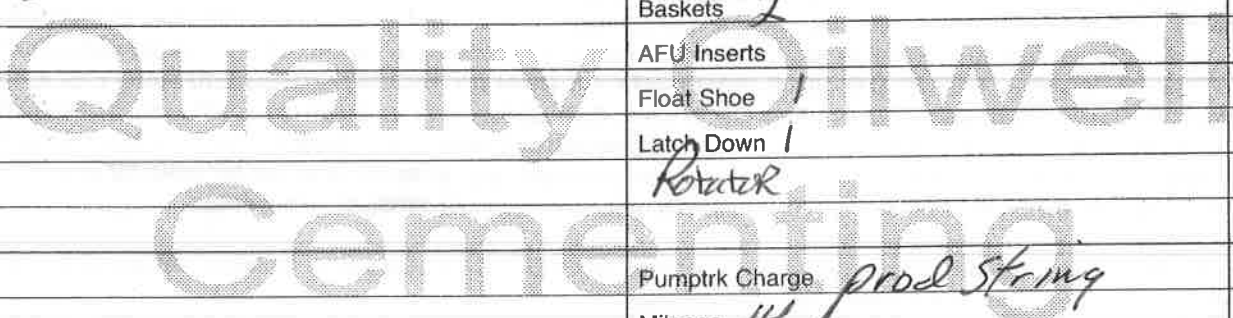 Baskets 2
AFU Inserts
Quality Oilwell
Float Shoe 1
Latch Down 1
Rotator
Cementing
Pumptrk Charge prod String